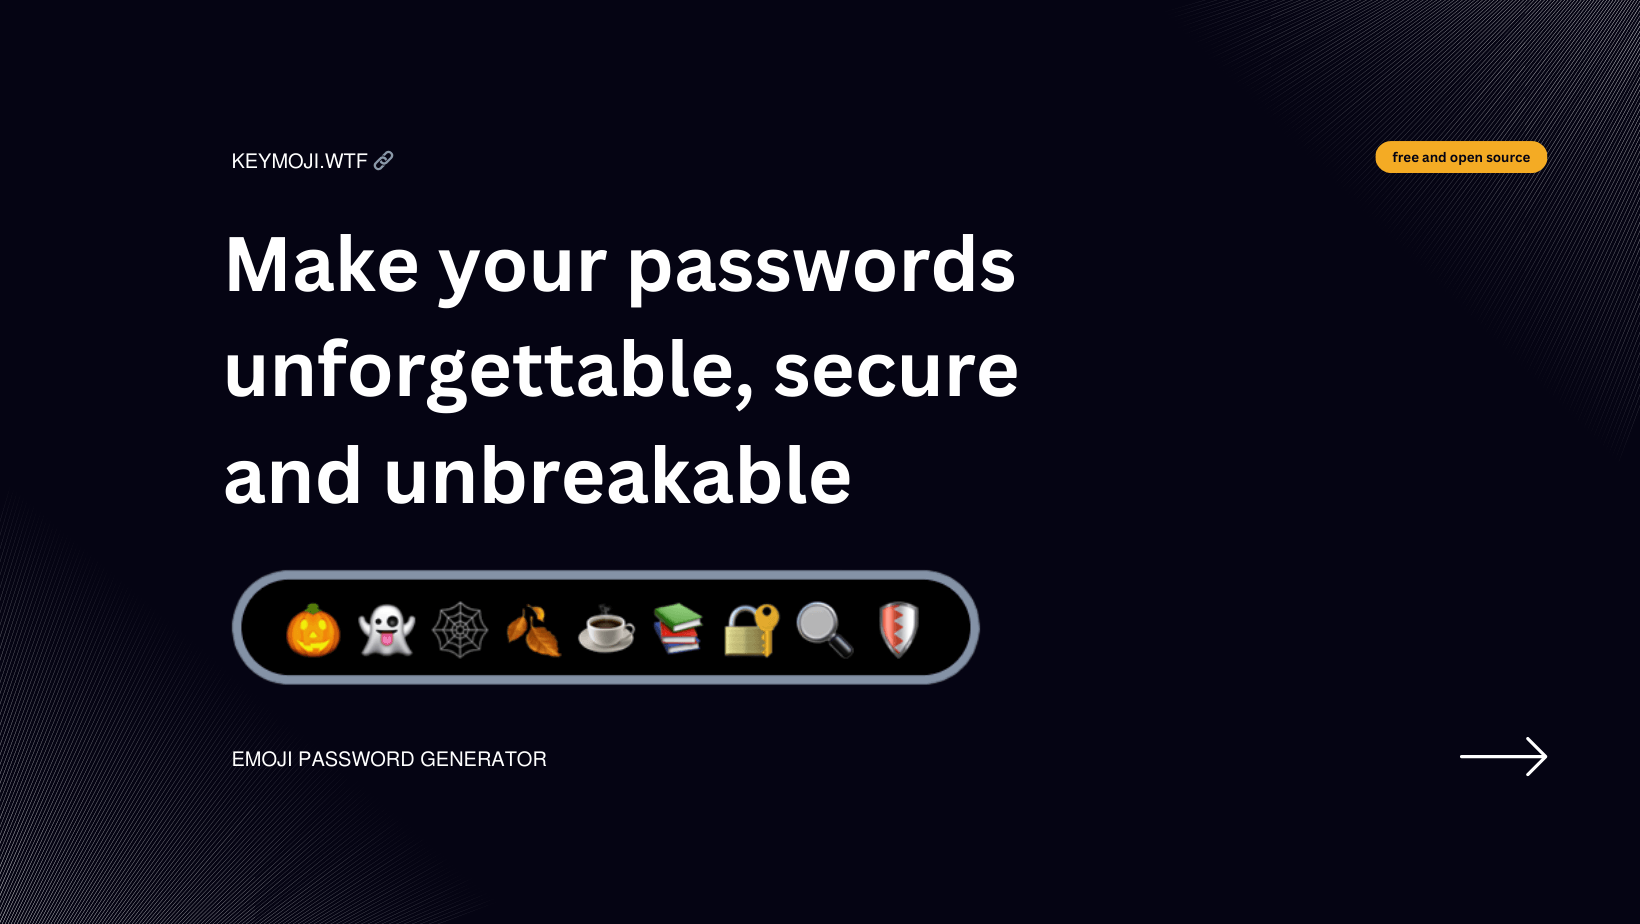 KEYMOJI.WTF
free and open source
Make your passwords
unforgettable, secure
and unbreakable
EMOJI PASSWORD GENERATOR